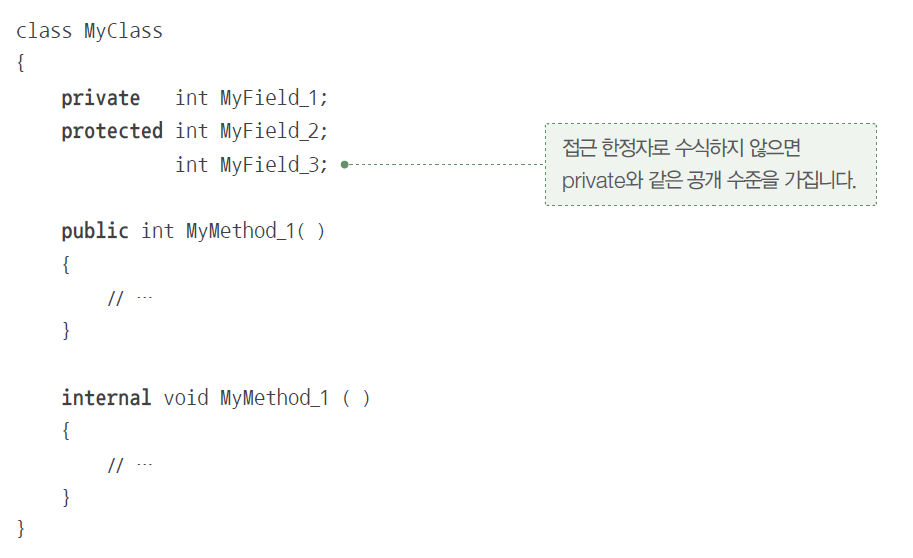 class MyClass
{
private int MyField_1;
protected int MyField_2;
int MyField_3;
접근 한정자로 수식하지 않으면
private와 같은 공개 수준을 가집니다.
public int MyMethod_1( )
{
// …
}
internal void MyMethod_1 ( )
{
// …
}
}